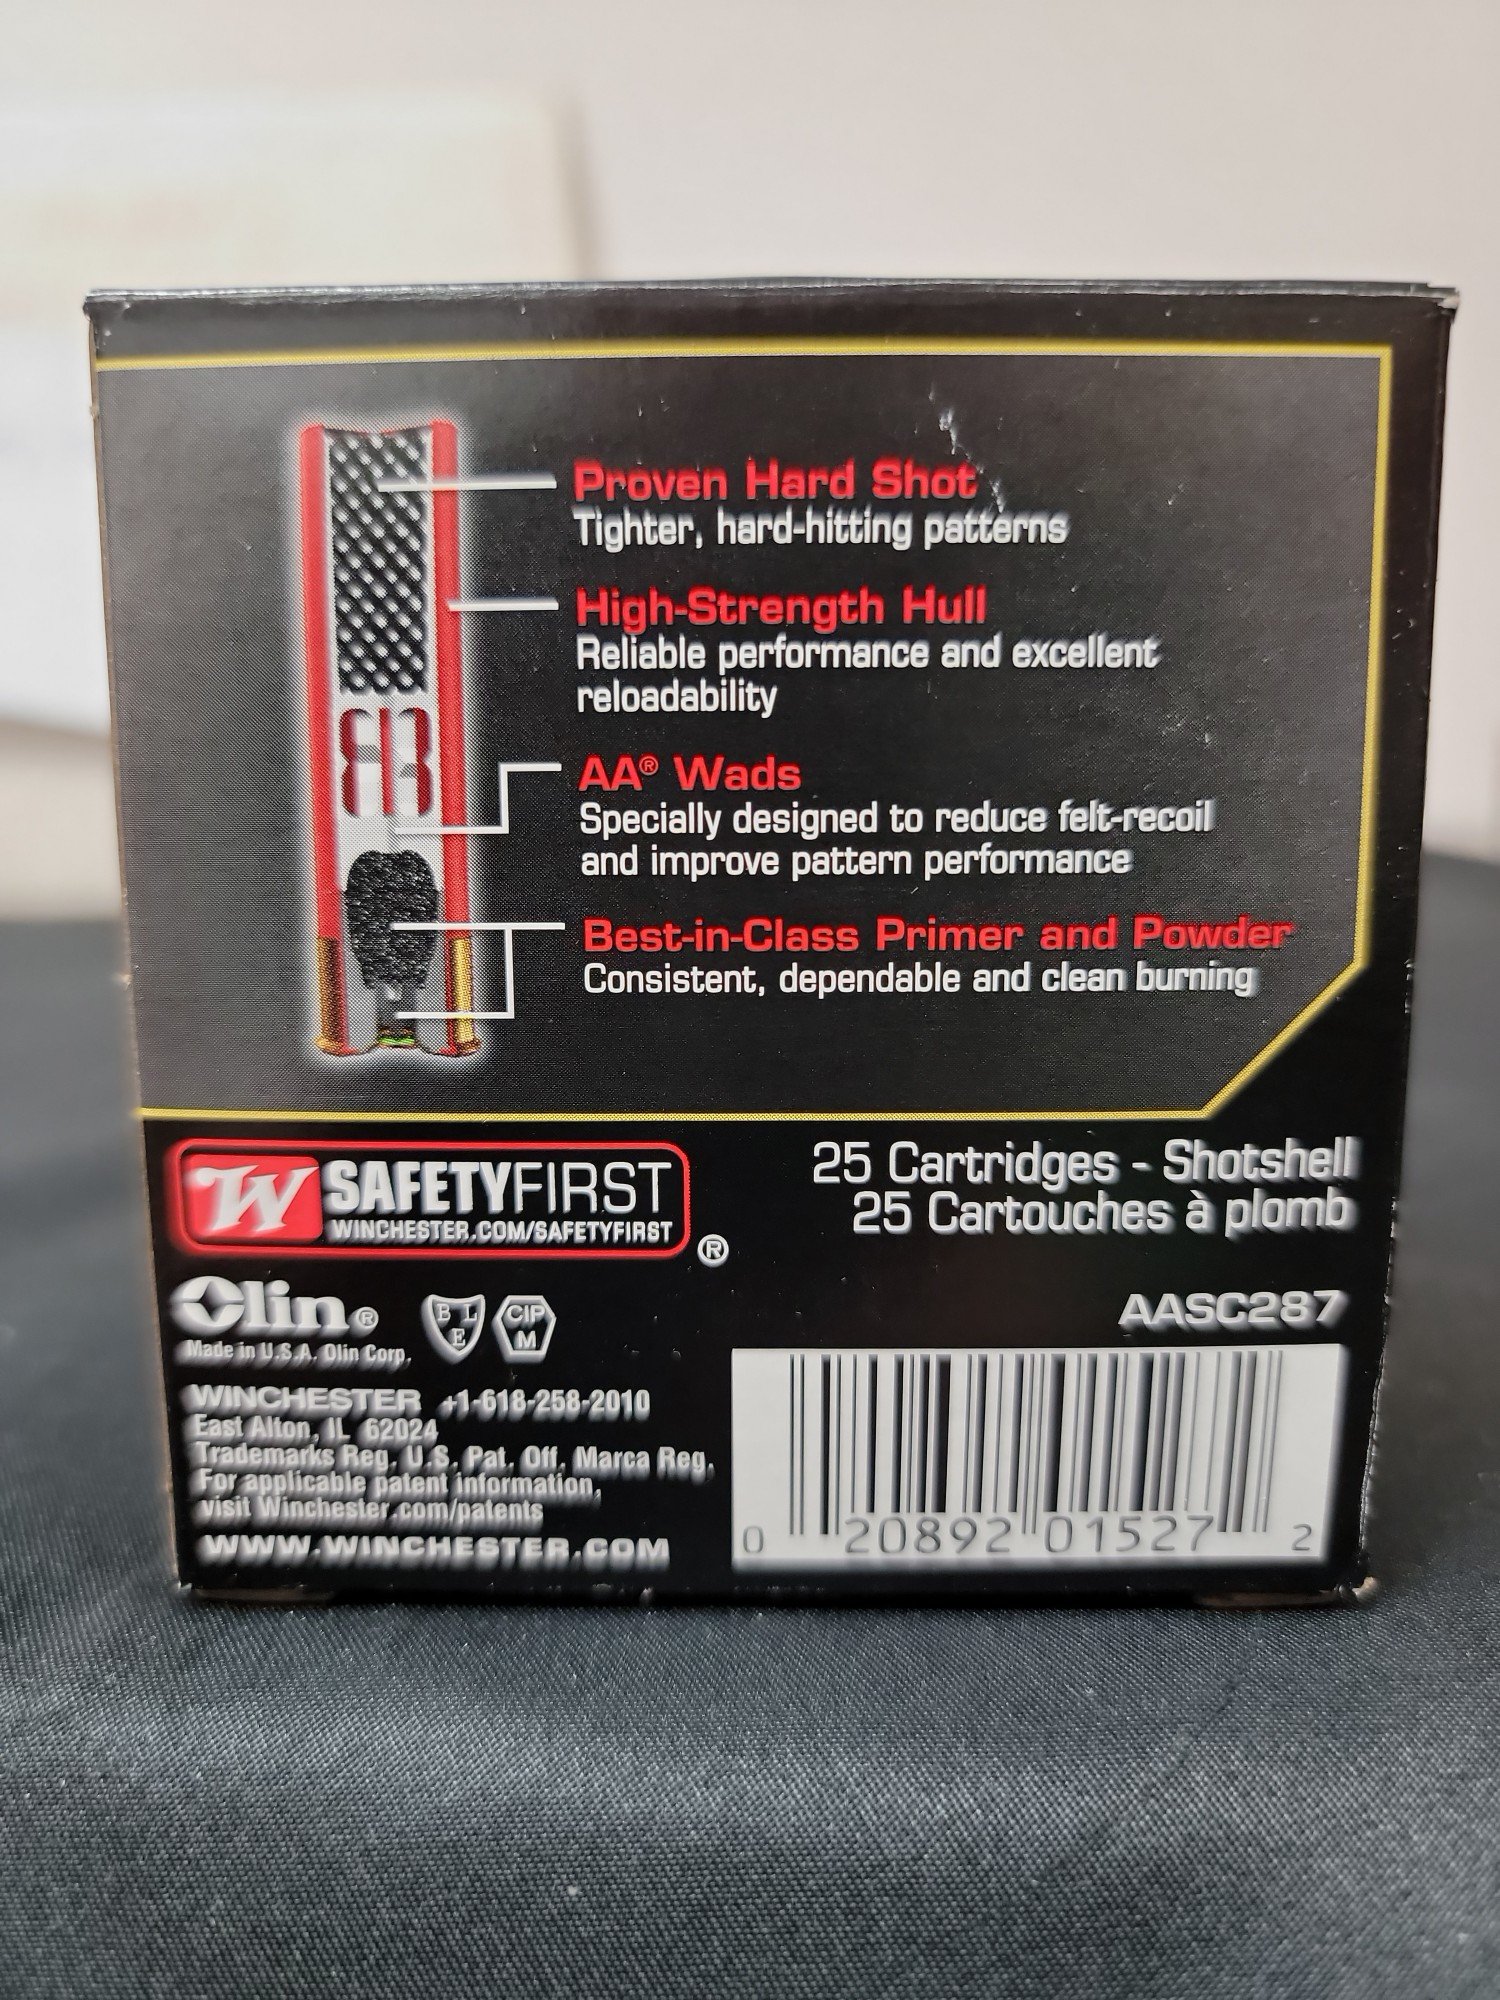 Proven Hard Shot
Tighter, hard-hitting patterns
High-Strength Hull
Reliable performance and excellent
reloadability
AA® Wads
Specially designed to reduce felt-recoil
and improve pattern performance
Best-in-Class Primer and Powder
Consistent, dependable and clean burning
W SAFETYFIRST
WINCHESTER.COM/SAFETYFIRST ®
25 Cartridges - Shotshell
25 Cartouches à plomb
Olin®
Made in U.S.A. Olin Corp.
B L
E
CIP
M
WINCHESTER +1-618-258-2010
East Alton, IL 62024
Trademarks Reg. U.S. Pat. Off. Marca Reg.
For applicable patent information,
visit Winchester.com/patents
WWW.WINCHESTER.COM
AASC287
0 20892 01527 2